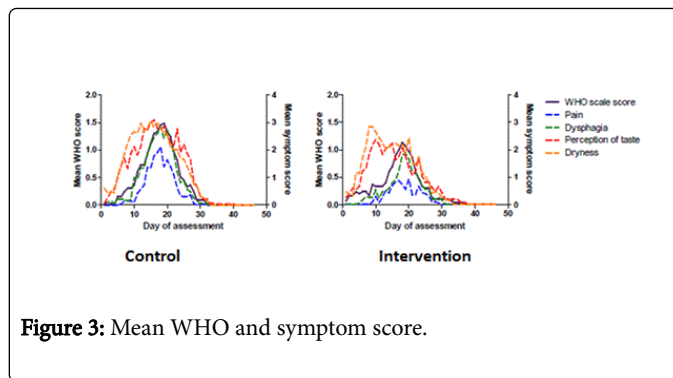 2.0
1.5
1.0
0.5
0.0
Mean WHO score
4
3
2
1
0
Mean symptom score
0 10 20 30 40 50
Day of assessment
Control
2.0
1.5
1.0
0.5
0.0
Mean WHO score
4
3
2
1
0
Mean symptom score
0 10 20 30 40 50
Day of assessment
Intervention
WHO scale score
Pain
Dysphagia
Perception of taste
Dryness
Figure 3: Mean WHO and symptom score.